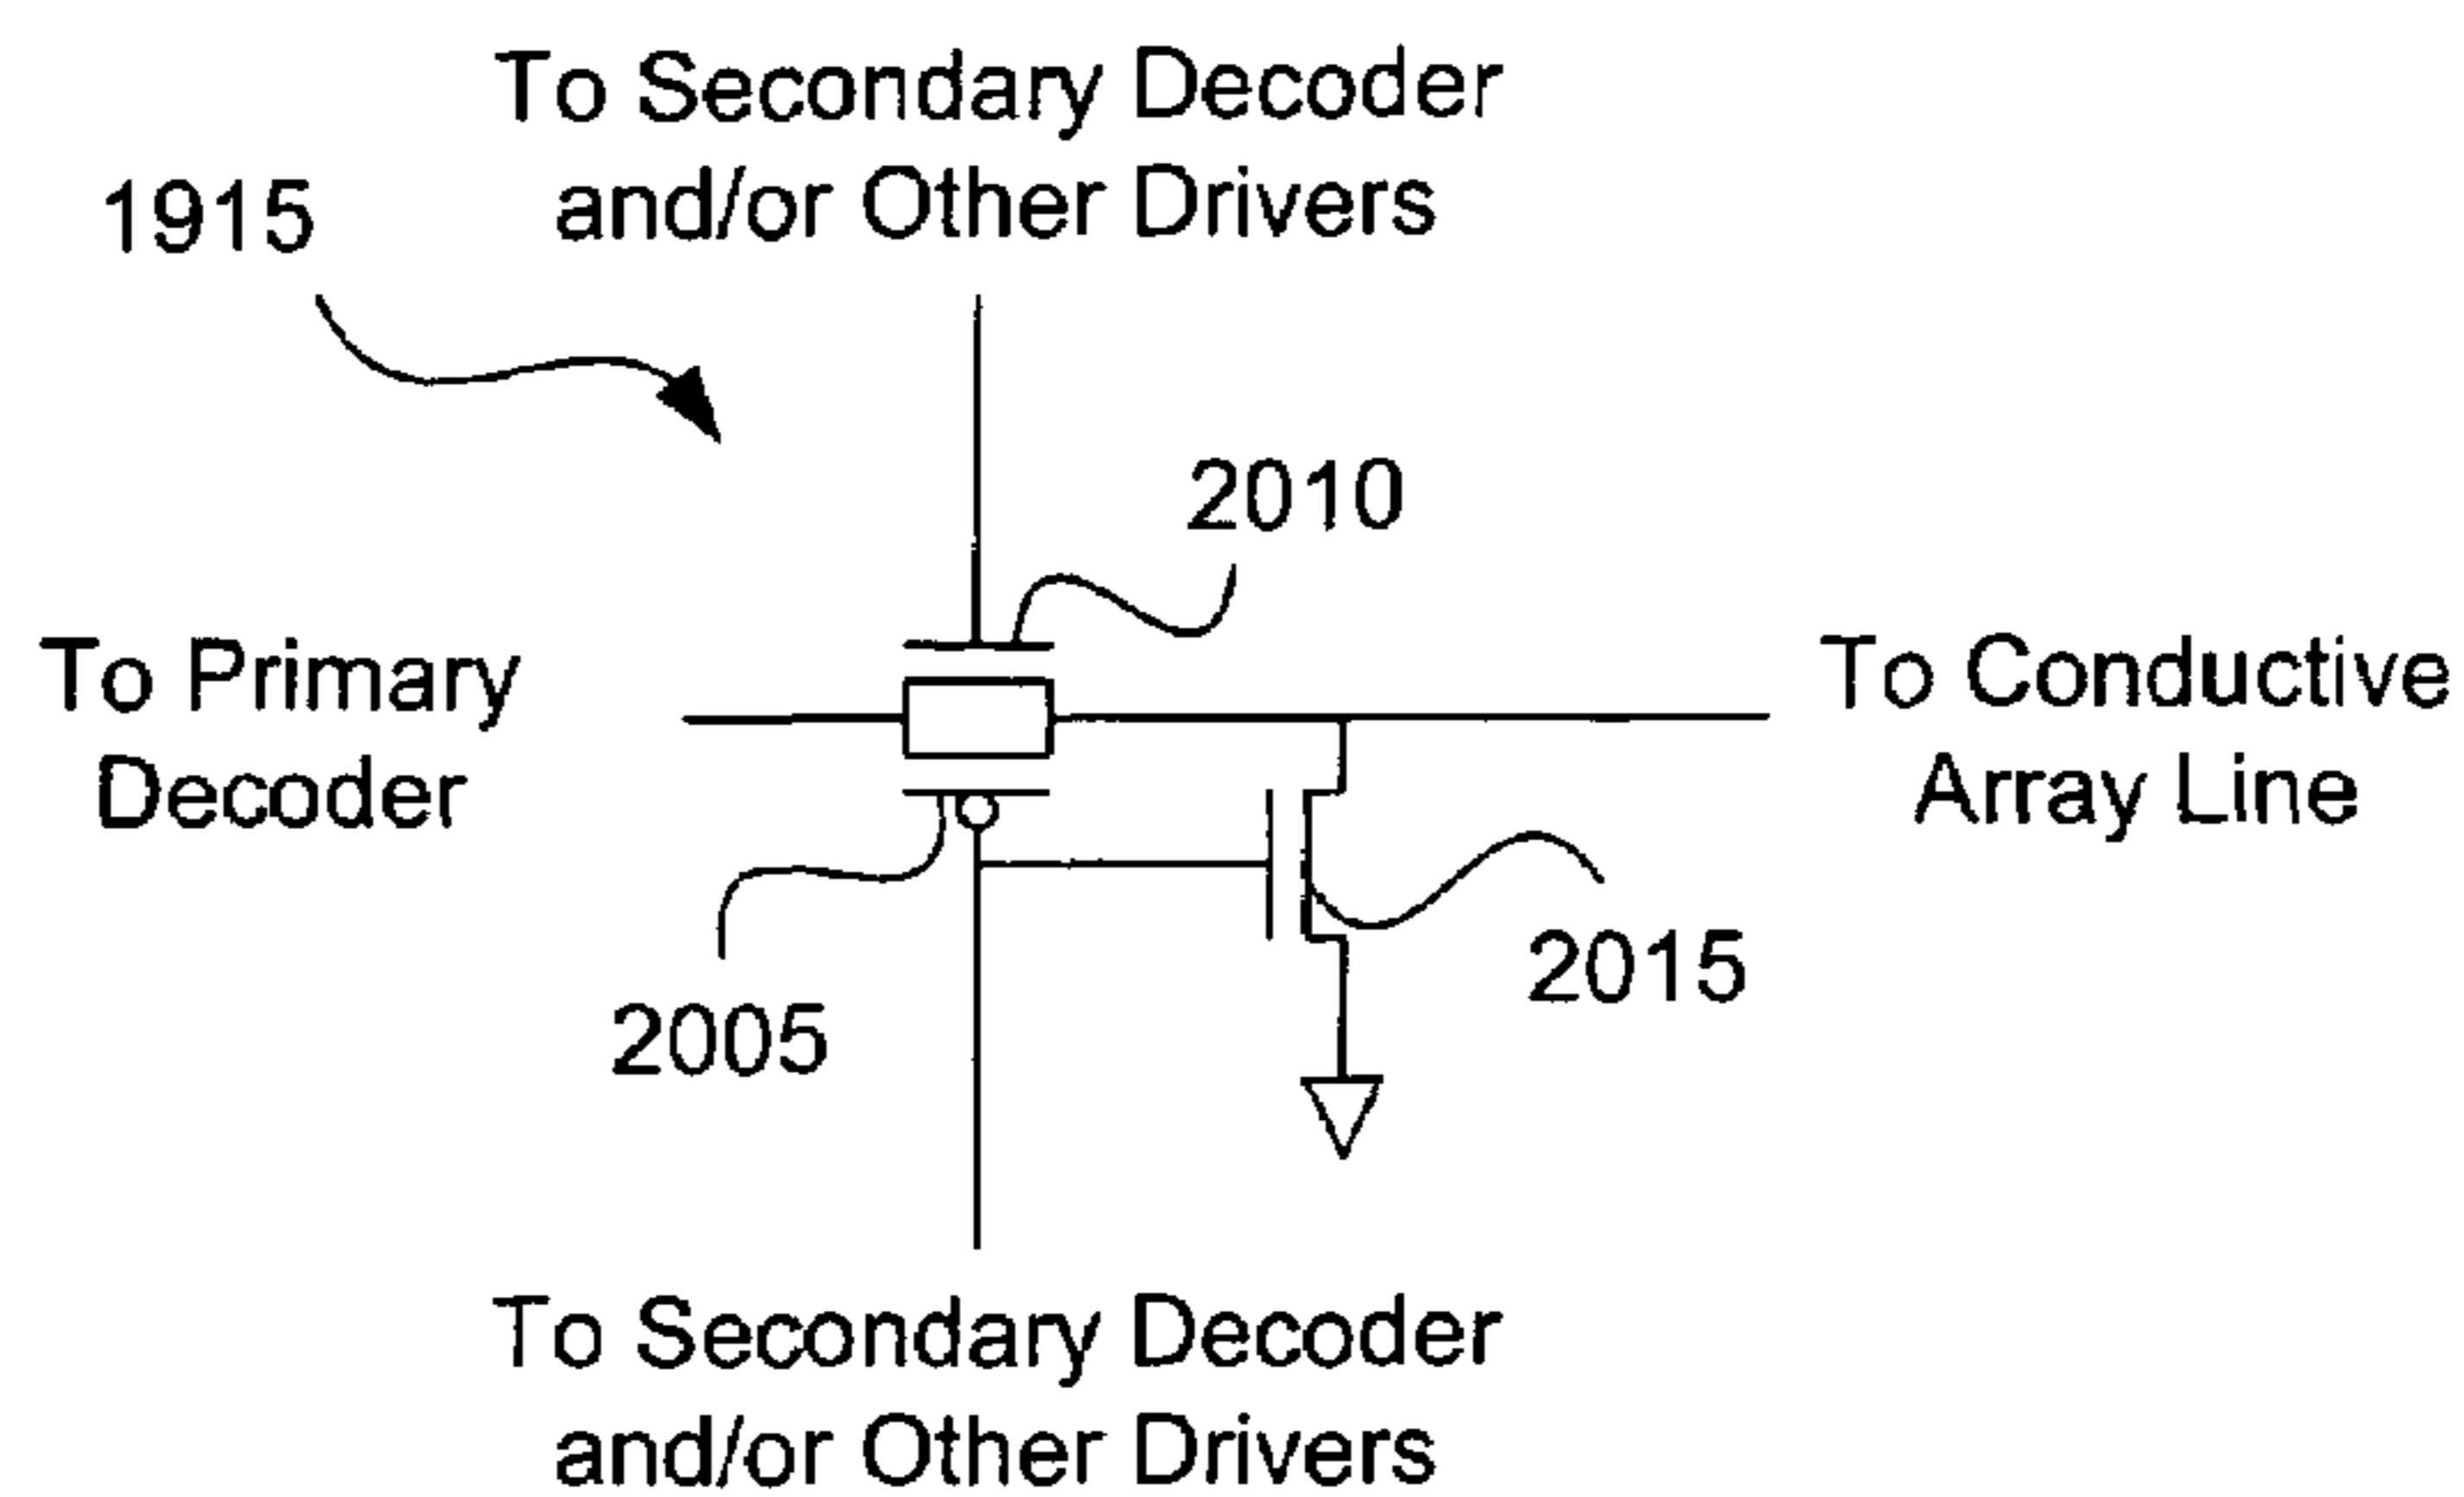 To Secondary Decoder
and/or Other Drivers
1915
2010
To Primary
Decoder
To Conductive
Array Line
2005
2015
To Secondary Decoder
and/or Other Drivers